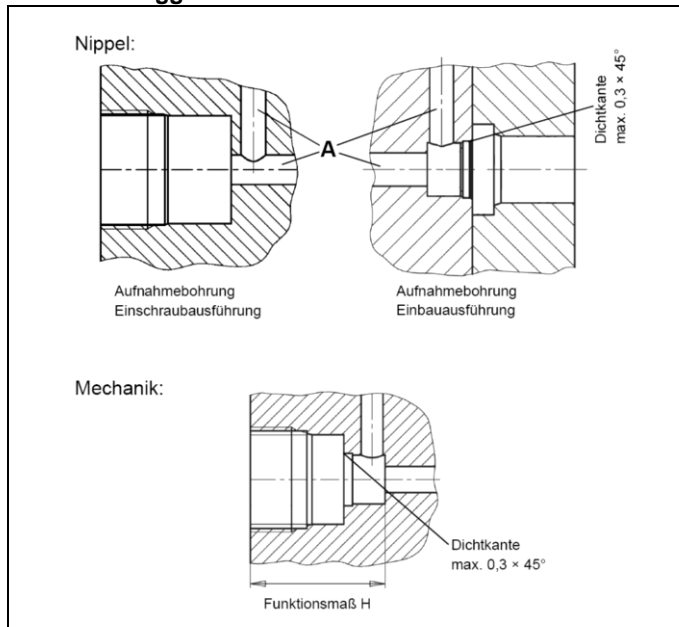 Nippel:
A
Dichtkante
max. 0,3 × 45°
Aufnahmebohrung
Einschraubausführung
Aufnahmebohrung
Einbauausführung
Mechanik:
Dichtkante
max. 0,3 × 45°
Funktionsmaß H